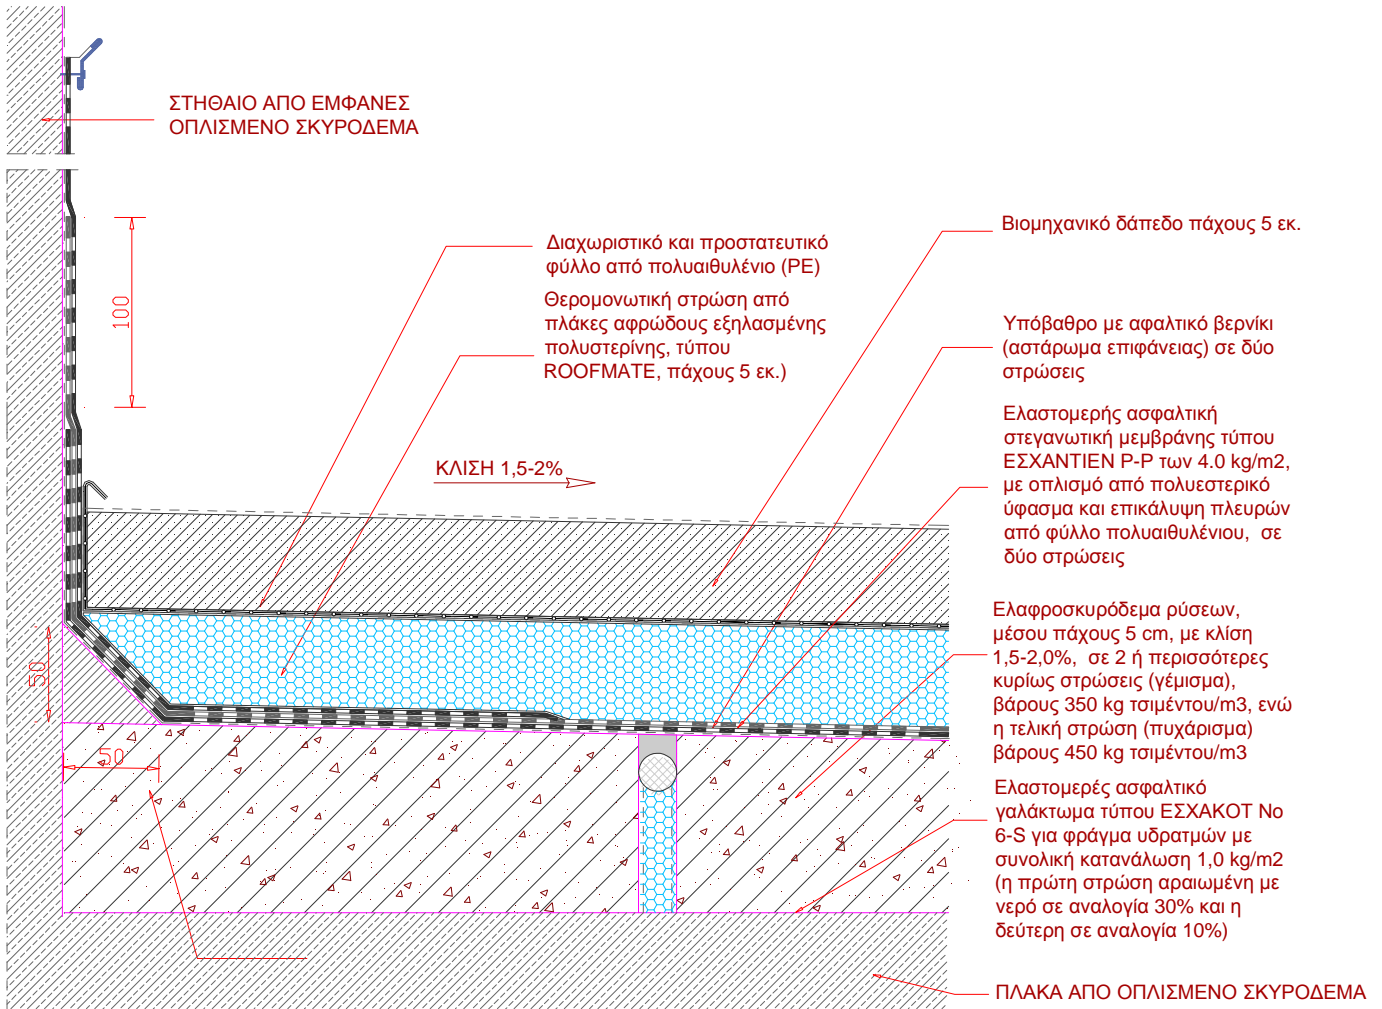 ΣΤΗΘΑΙΟ ΑΠΟ ΕΜΦΑΝΕΣ
ΟΠΛΙΣΜΕΝΟ ΣΚΥΡΟΔΕΜΑ
Διαχωριστικό και προστατευτικό
φύλλο από πολυαιθυλένιο (PE)
Θερομονωτική στρώση από
πλάκες αφρώδους εξηλασμένης
πολυστερίνης, τύπου
ROOFMATE, πάχους 5 εκ.)
100
ΚΛΙΣΗ 1,5-2%
50
50
Βιομηχανικό δάπεδο πάχους 5 εκ.
Υπόβαθρο με αφαλτικό βερνίκι
(αστάρωμα επιφάνειας) σε δύο
στρώσεις
Ελαστομερής ασφαλτική
στεγανωτική μεμβράνης τύπου
ΕΣΧΑΝΤΙΕΝ P-P των 4.0 kg/m2,
με οπλισμό από πολυεστερικό
ύφασμα και επικάλυψη πλευρών
από φύλλο πολυαιθυλένιου, σε
δύο στρώσεις
Ελαφροσκυρόδεμα ρύσεων,
μέσου πάχους 5 cm, με κλίση
1,5-2,0%, σε 2 ή περισσότερες
κυρίως στρώσεις (γέμισμα),
βάρους 350 kg τσιμέντου/m3, ενώ
η τελική στρώση (πυχάρισμα)
βάρους 450 kg τσιμέντου/m3
Ελαστομερές ασφαλτικό
γαλάκτωμα τύπου ΕΣΧΑΚΟΤ Νο
6-S για φράγμα υδρατμών με
συνολική κατανάλωση 1,0 kg/m2
(η πρώτη στρώση αραιωμένη με
νερό σε αναλογία 30% και η
δεύτερη σε αναλογία 10%)
ΠΛΑΚΑ ΑΠΟ ΟΠΛΙΣΜΕΝΟ ΣΚΥΡΟΔΕΜΑ